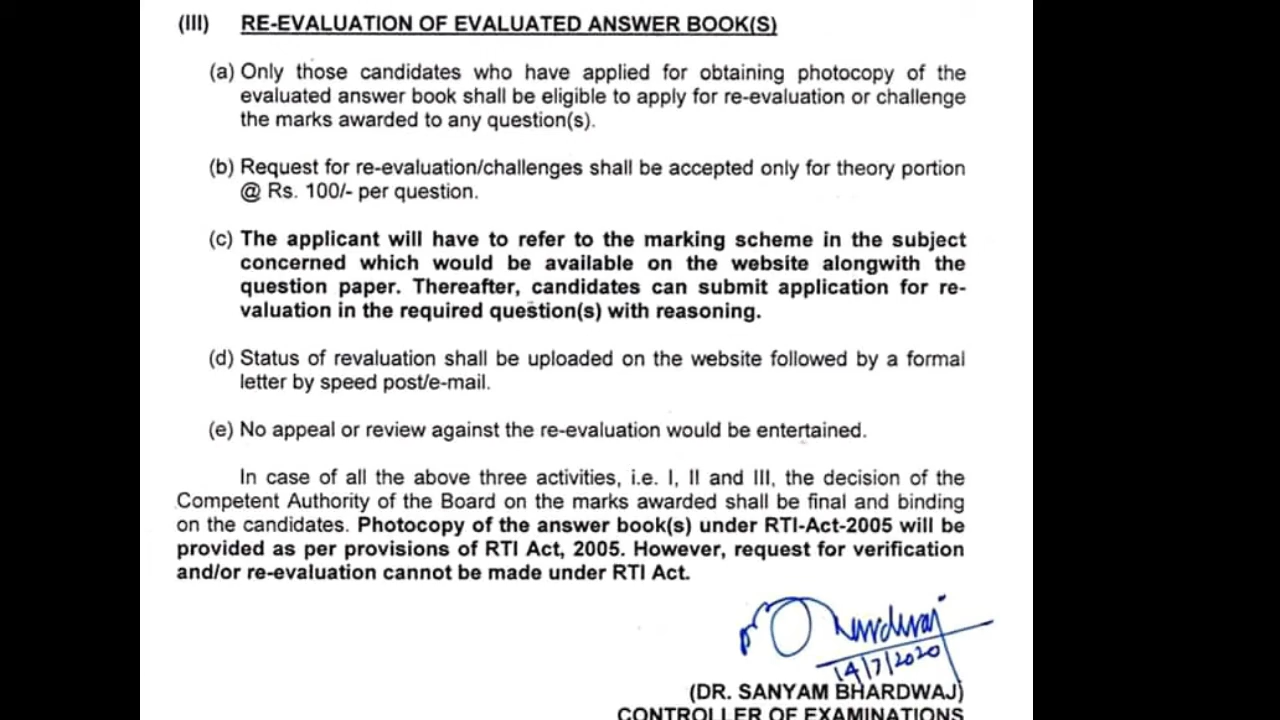 (III) RE-EVALUATION OF EVALUATED ANSWER BOOK(S)
(a) Only those candidates who have applied for obtaining photocopy of the
evaluated answer book shall be eligible to apply for re-evaluation or challenge
the marks awarded to any question(s).
(b) Request for re-evaluation/challenges shall be accepted only for theory portion
@ Rs. 100/- per question.
(c) The applicant will have to refer to the marking scheme in the subject
concerned which would be available on the website alongwith the
question paper. Thereafter, candidates can submit application for re-
valuation in the required question(s) with reasoning.
(d) Status of revaluation shall be uploaded on the website followed by a formal
letter by speed post/e-mail.
(e) No appeal or review against the re-evaluation would be entertained.
In case of all the above three activities, i.e. I, II and III, the decision of the
Competent Authority of the Board on the marks awarded shall be final and binding
on the candidates. Photocopy of the answer book(s) under RTI-Act-2005 will be
provided as per provisions of RTI Act, 2005. However, request for verification
and/or re-evaluation cannot be made under RTI Act.
14/7/2020
(DR. SANYAM BHARDWAJ)
CONTROLLER OF EXAMINATIONS